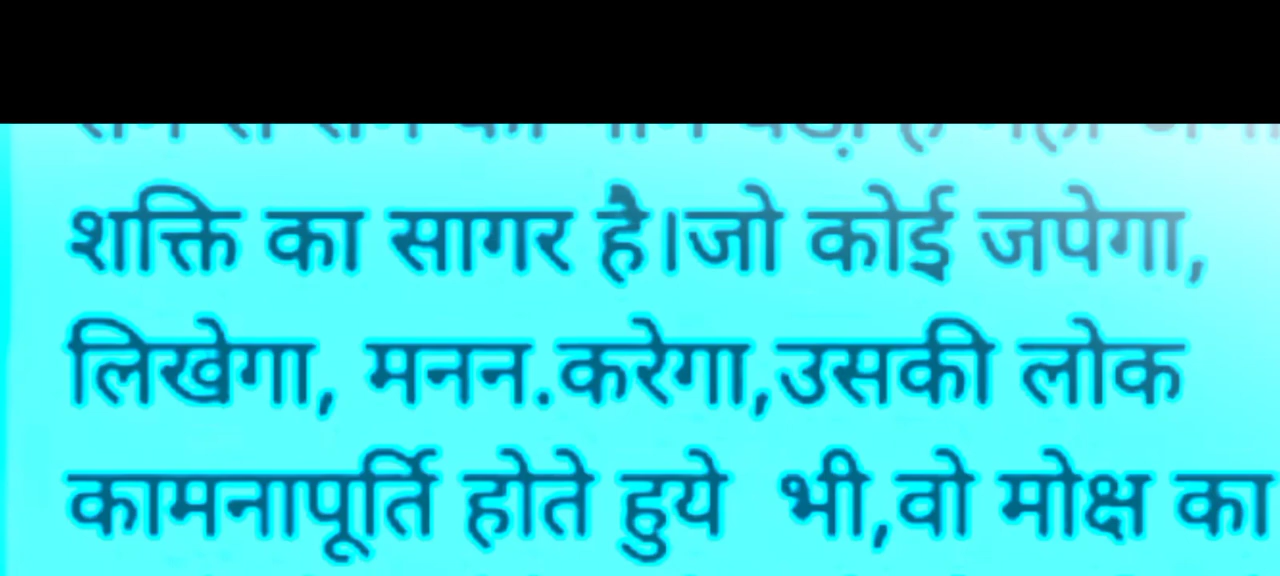 शक्ति का सागर है।जो कोई जपेगा,
लिखेगा, मनन.करेगा,उसकी लोक
कामनापूर्ति होते हुये  भी,वो मोक्ष का